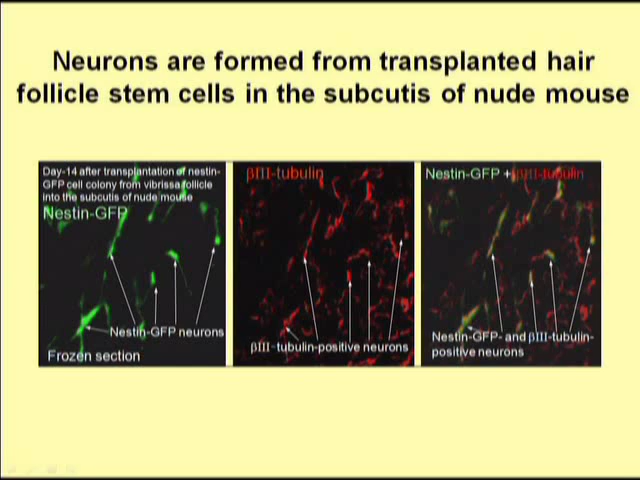 Neurons are formed from transplanted hair
follicle stem cells in the subcutis of nude mouse
Day-14 after transplantation of nestin-
GFP cell colony from vibrissa follicle
into the subcutis of nude mouse
Nestin-GFP
Nestin-GFP neurons
Frozen section
βIII-tubulin
βIII-tubulin-positive neurons
Nestin-GFP + βIII-tubulin
Nestin-GFP- and βIII-tubulin-
positive neurons